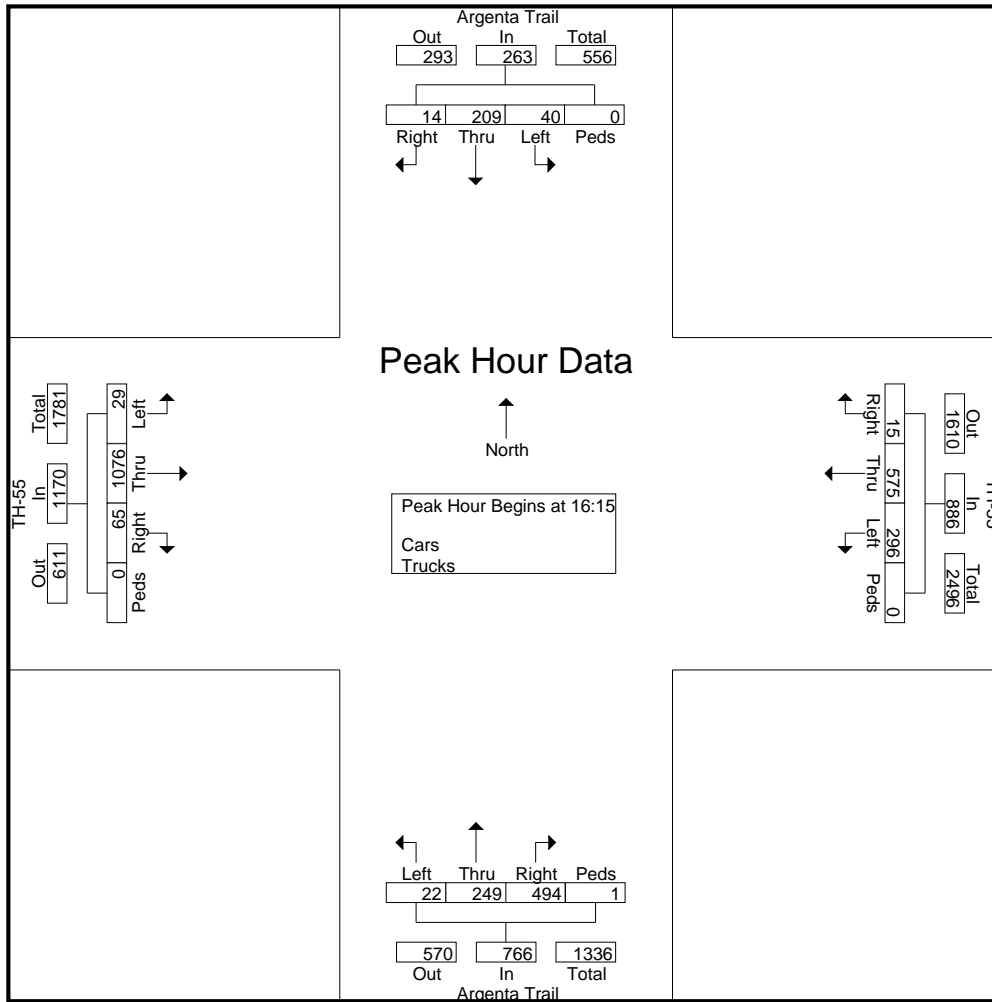 Argenta Trail
Out In Total
293 263 556
14 209 40 0
Right Thru Left Peds
Peak Hour Data
North
Peak Hour Begins at 16:15
Cars
Trucks
TH-55
Total In Out
1781 1170 611
29 1076 65 0
Left Thru Right Peds
Out In Total
1610 886 2496
15 575 296 0
Right Thru Left Peds
Left Thru Right Peds
22 249 494 1
570 766 1336
Out In Total
Argenta Trail